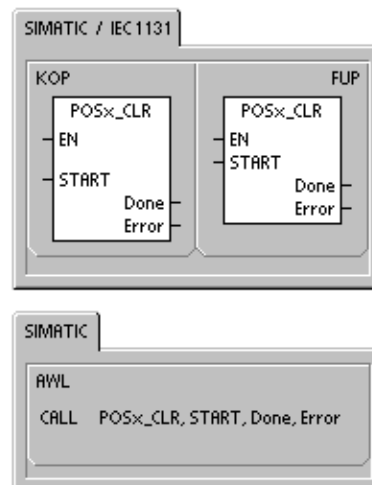 SIMATIC / IEC1131
KOP
FUP
POSx_CLR
EN
START
Done
Error
POSx_CLR
EN
START
Done
Error
SIMATIC
AWL
CALL POSx_CLR, START, Done, Error